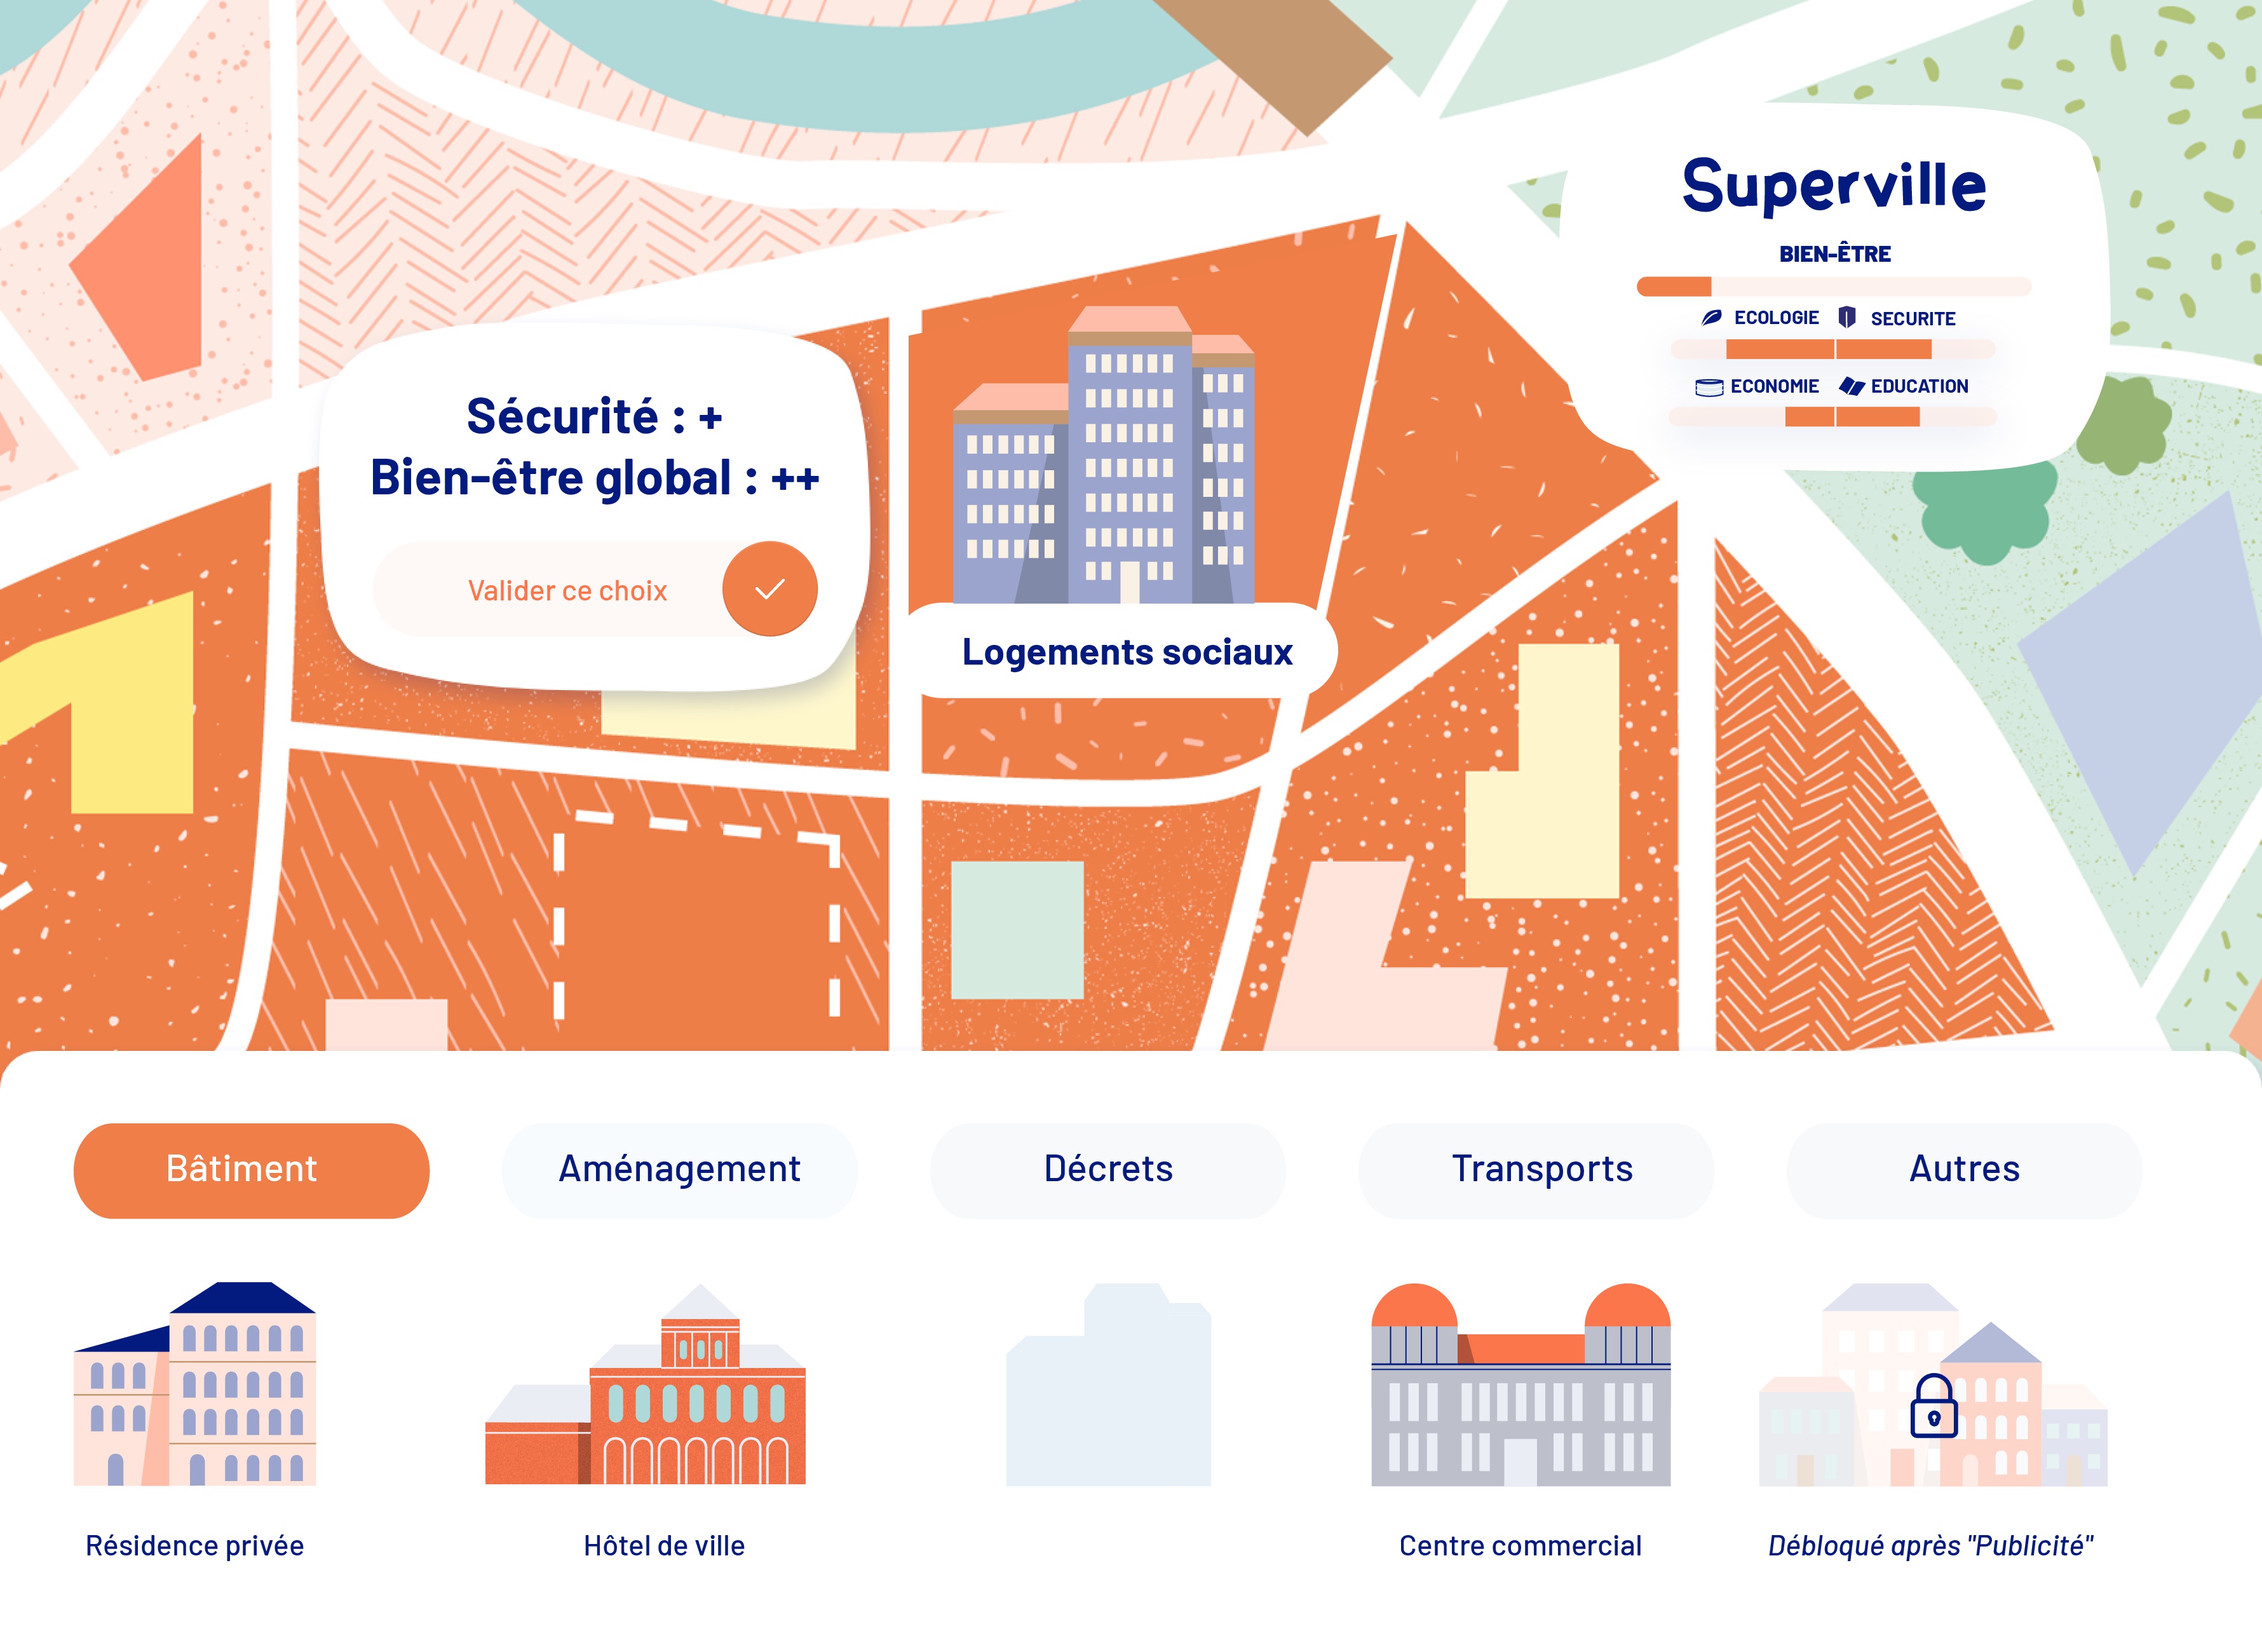 Superville
BIEN-ÊTRE
ECOLOGIE SECURITE
ECONOMIE EDUCATION
Sécurité : +
Bien-être global : ++
Valider ce choix
Logements sociaux
Bâtiment Aménagement Décrets Transports Autres
Résidence privée Hôtel de ville Centre commercial Débloqué après "Publicité"